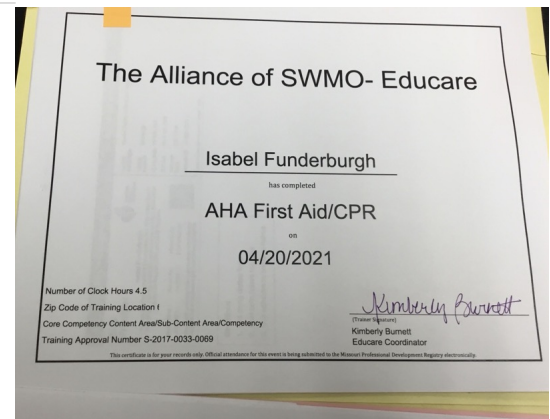 The Alliance of SWMO- Educare
Isabel Funderburgh
has completed
AHA First Aid/CPR
on
04/20/2021
Number of Clock Hours 4.5
Zip Code of Training Location
Core Competency Content Area/Sub-Content Area/Competency
Training Approval Number S-2017-0033-0069
Kimberly Burnett
(Trainer Signature)
Kimberly Burnett
Educare Coordinator
This certificate is for your records only. Official attendance for this event is being submitted to the Missouri Professional Development Registry electronically.